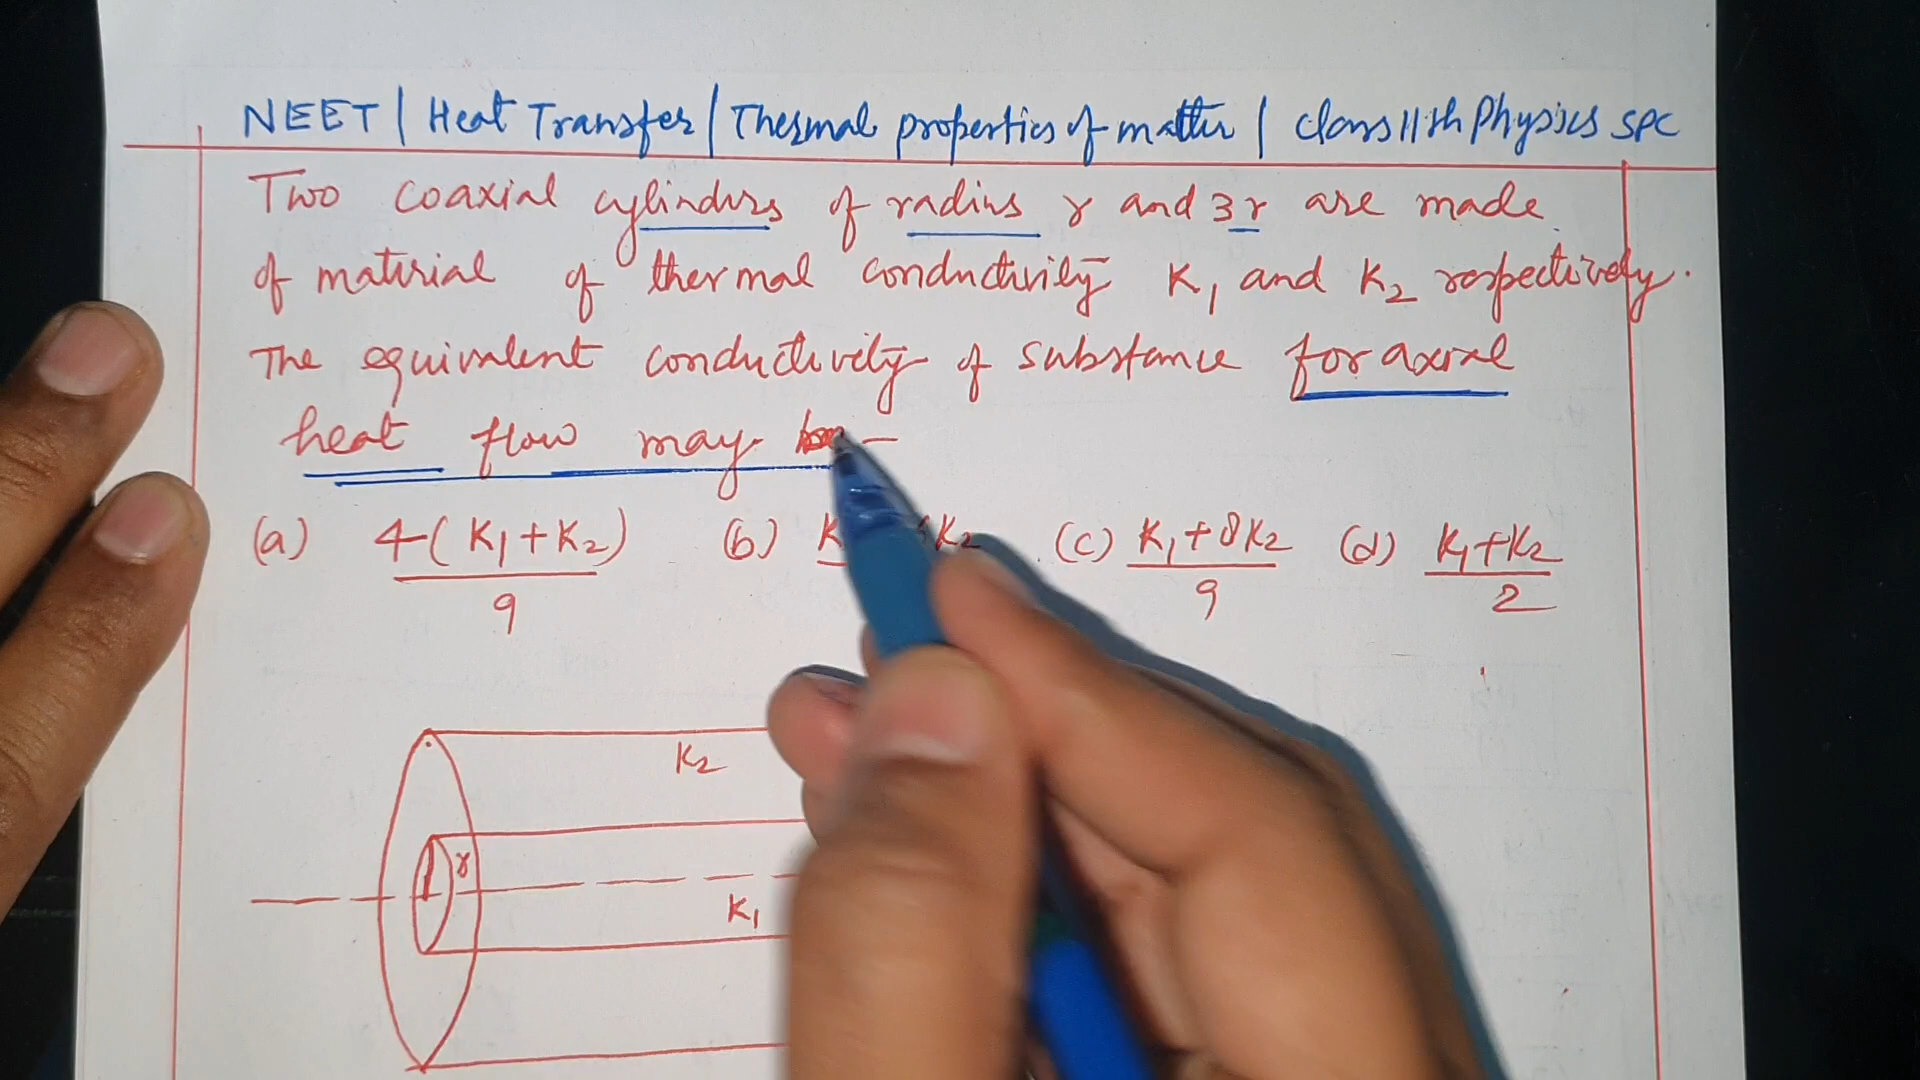 NEET | Heat Transfer | Thermal properties of matter | Class 11th Physics SPC
Two coaxial cylinders of radius r and 3r are made
of material of thermal conductivity K₁ and K₂ respectively.
The equivalent conductivity of substance for axial
heat flow may be -
(a) 4(K₁+K₂)/9 (b) K K₂ (c) K₁+8K₂/9 (d) K₁+K₂/2
K₂
r
K₁